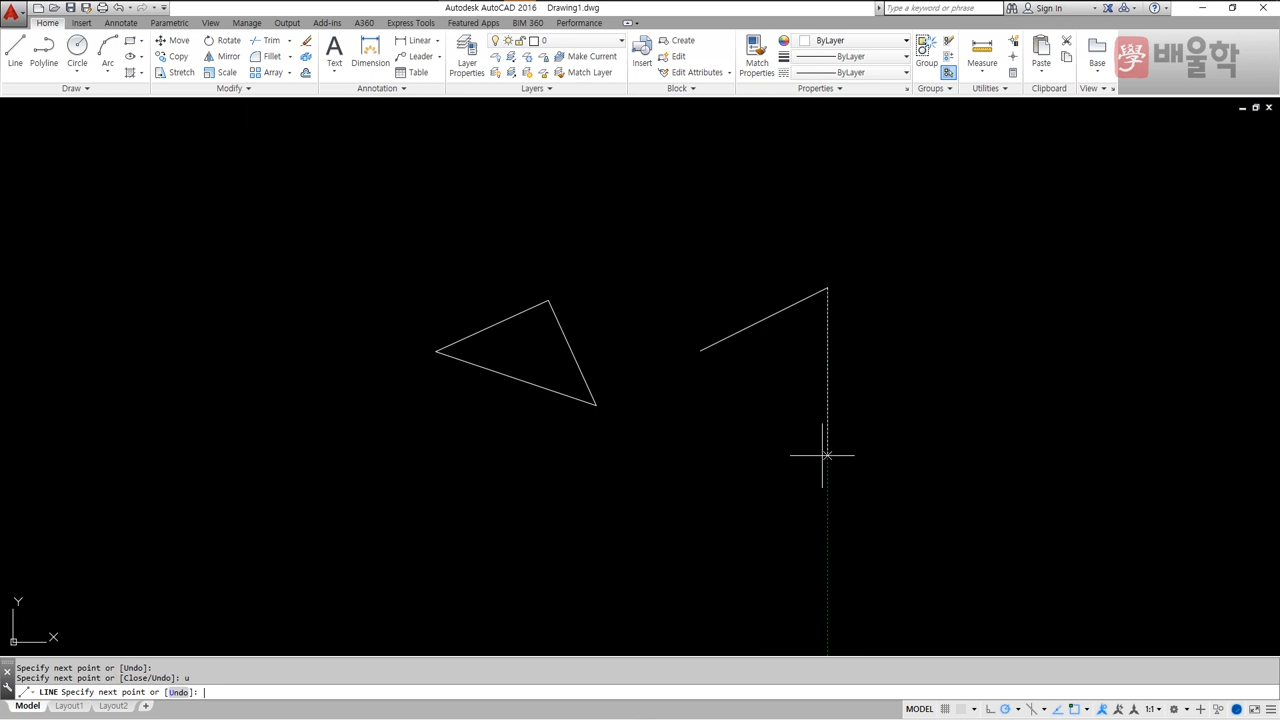 Autodesk AutoCAD 2016 Drawing1.dwg
Type a keyword or phrase
Sign In
Home Insert Annotate Parametric View Manage Output Add-ins A360 Express Tools Featured Apps BIM 360 Performance
Line Polyline Circle Arc
Move Rotate Trim
Copy Mirror Fillet
Stretch Scale Array
Text Dimension
Linear
Leader
Table
Layer Properties
0
Make Current
Match Layer
Insert
Create
Edit
Edit Attributes
Match Properties
ByLayer
ByLayer
ByLayer
Group
Measure
Paste
Base
學 배울학
Draw Modify Annotation Layers Block Properties Groups Utilities Clipboard View
Y
X
Specify next point or [Undo]:
Specify next point or [Close/Undo]: u
LINE Specify next point or [Undo]:
Model Layout1 Layout2 +
MODEL 1:1